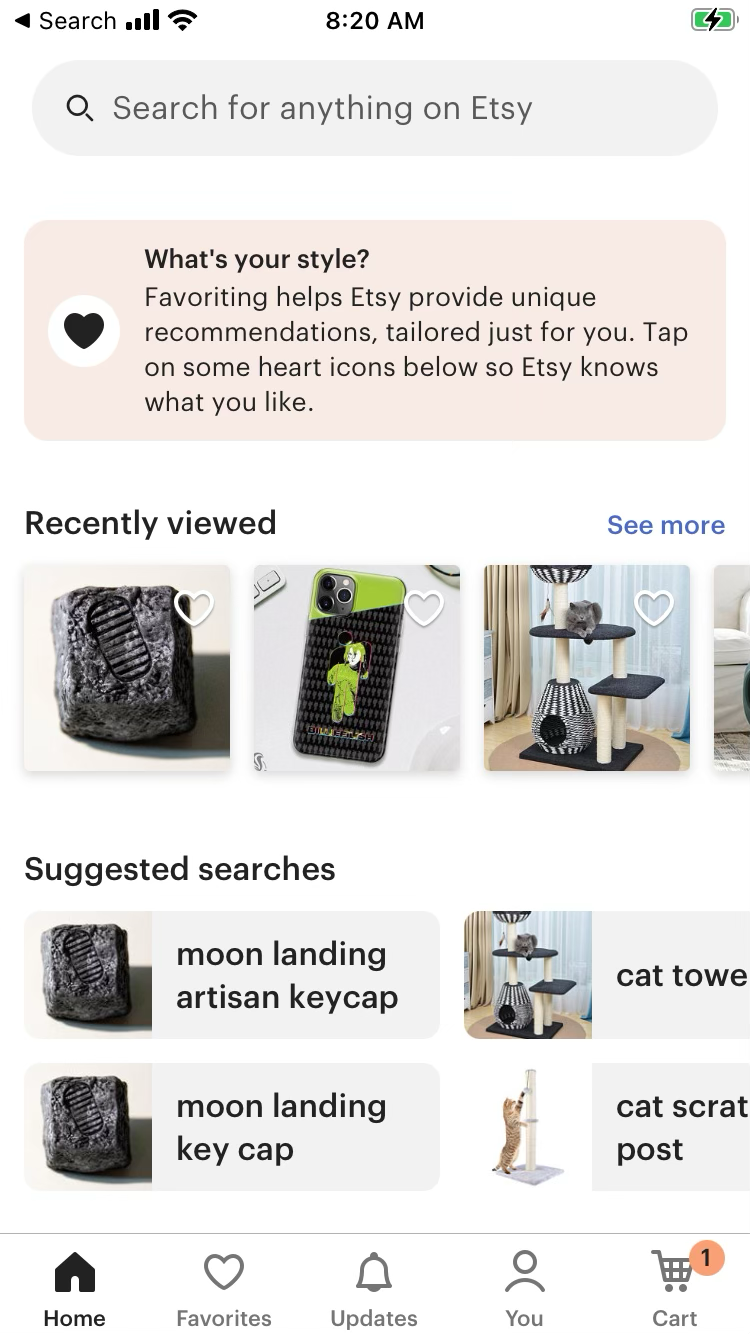 Search
8:20 AM
Search for anything on Etsy
What's your style?
Favoriting helps Etsy provide unique
recommendations, tailored just for you. Tap
on some heart icons below so Etsy knows
what you like.
Recently viewed
See more
Suggested searches
moon landing
artisan keycap
cat towe
moon landing
key cap
cat scrat
post
1
Home
Favorites
Updates
You
Cart